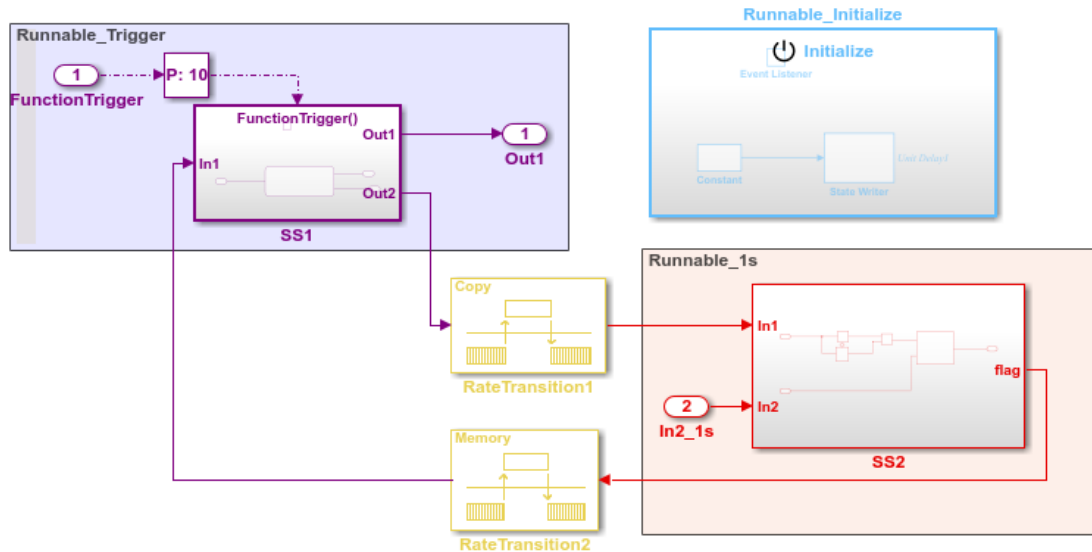 Runnable_Trigger
1
FunctionTrigger
P: 10
FunctionTrigger()
In1
Out1
Out2
SS1
1
Out1
Runnable_Initialize
Initialize
Event Listener
Constant
Unit Delay1
State Writer
Copy
RateTransition1
Memory
RateTransition2
Runnable_1s
In1
In2
flag
SS2
2
In2_1s